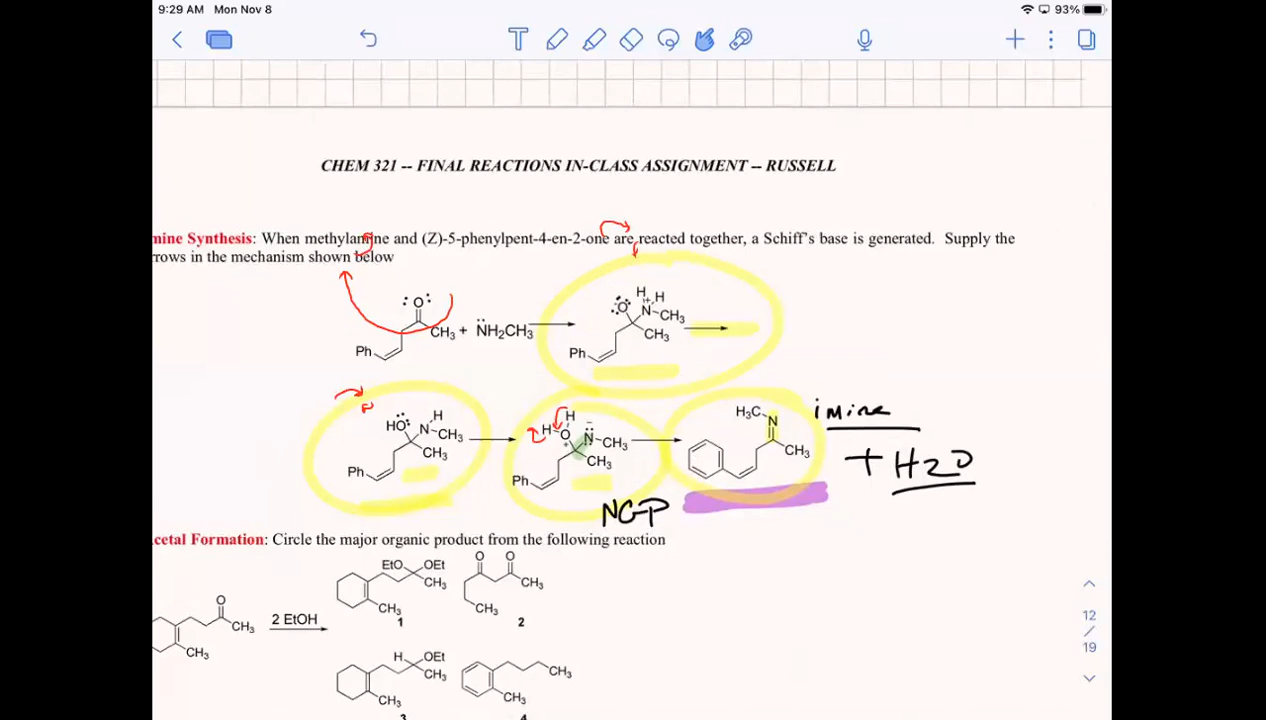 9:29 AM Mon Nov 8
93%
CHEM 321 -- FINAL REACTIONS IN-CLASS ASSIGNMENT -- RUSSELL
mine Synthesis: When methylamine and (Z)-5-phenylpent-4-en-2-one are reacted together, a Schiff's base is generated. Supply the
rrows in the mechanism shown below
O
CH3 + NH2CH3
Ph
H H
O N+ CH3
CH3
Ph
HO N H
CH3
CH3
Ph
H
H O + N - CH3
CH3
Ph
H3C N
CH3
imine
+ H2O
NGP
cetal Formation: Circle the major organic product from the following reaction
O
CH3
CH3
2 EtOH
EtO OEt
CH3
CH3
1
O O
CH3
CH3
2
H OEt
CH3
CH3
3
CH3
CH3
4
12
/
19